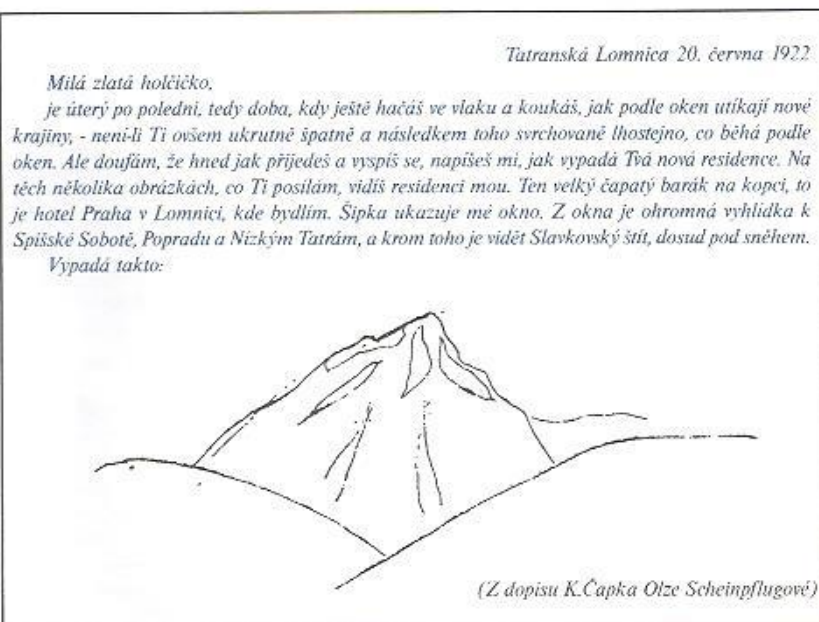 Tatranská Lomnica 20. června 1922
Milá zlatá holčičko,
je úterý po poledni, tedy doba, kdy ještě hačáš ve vlaku a koukáš, jak podle oken utíkají nové
krajiny, - není-li Ti ovšem ukrutně špatně a následkem toho svrchovaně lhostejno, co běhá podle
oken. Ale doufám, že hned jak přijedeš a vyspíš se, napíšeš mi, jak vypadá Tvá nová residence. Na
těch několika obrázkách, co Ti posílám, vidíš residenci mou. Ten velký čapatý barák na kopci, to
je hotel Praha v Lomnici, kde bydlím. Šipka ukazuje mé okno. Z okna je ohromná vyhlídka k
Spišské Sobotě, Popradu a Nízkým Tatrám, a krom toho je vidět Slavkovský štít, dosud pod sněhem.
Vypadá takto:
(Z dopisu K.Čapka Olze Scheinpflugové)